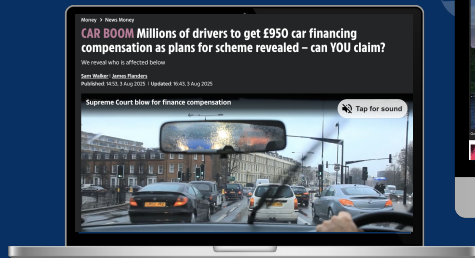 Money > News Money
CAR BOOM Millions of drivers to get £950 car financing
compensation as plans for scheme revealed – can YOU claim?
We reveal who is affected below
Sam Walker | James Flanders
Published: 14:53, 3 Aug 2025 | Updated: 16:43, 3 Aug 2025
Supreme Court blow for finance compensation
Tap for sound